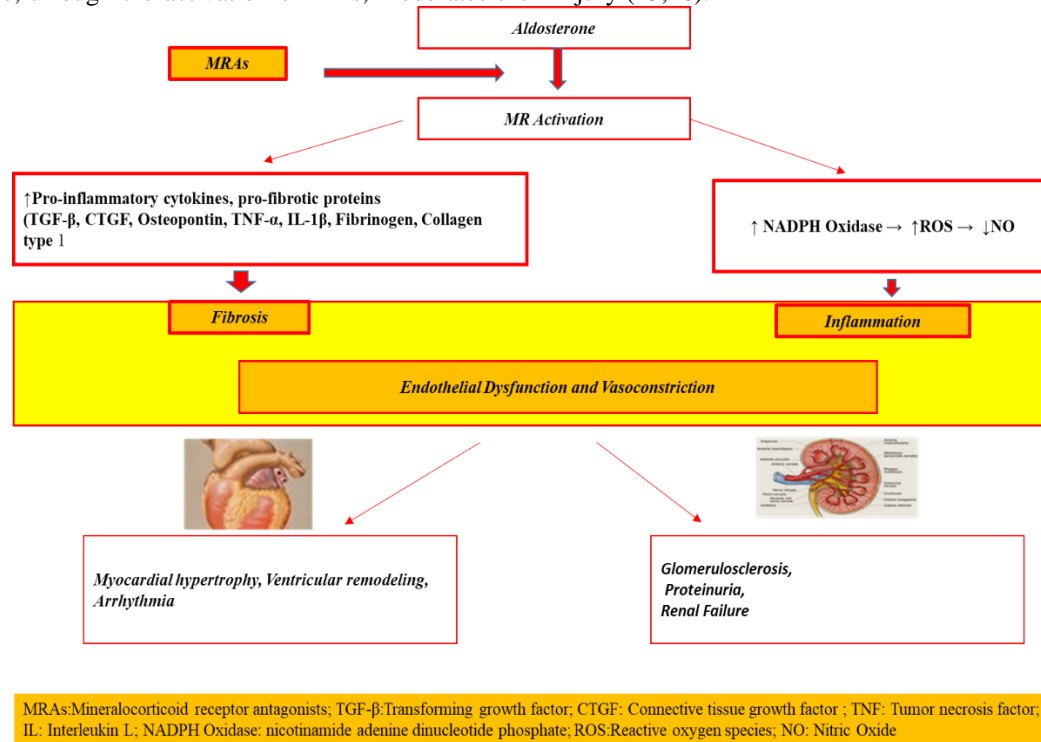 Aldosterone
MRAs
MR Activation
↑Pro-inflammatory cytokines, pro-fibrotic proteins
(TGF-β, CTGF, Osteopontin, TNF-α, IL-1β, Fibrinogen, Collagen
type 1
↑ NADPH Oxidase → ↑ROS → ↓NO
Fibrosis
Inflammation
Endothelial Dysfunction and Vasoconstriction
Myocardial hypertrophy, Ventricular remodeling,
Arrhythmia
Glomerulosclerosis,
Proteinuria,
Renal Failure
MRAs:Mineralocorticoid receptor antagonists; TGF-β:Transforming growth factor; CTGF: Connective tissue growth factor ; TNF: Tumor necrosis factor;
IL: Interleukin L; NADPH Oxidase: nicotinamide adenine dinucleotide phosphate; ROS:Reactive oxygen species; NO: Nitric Oxide